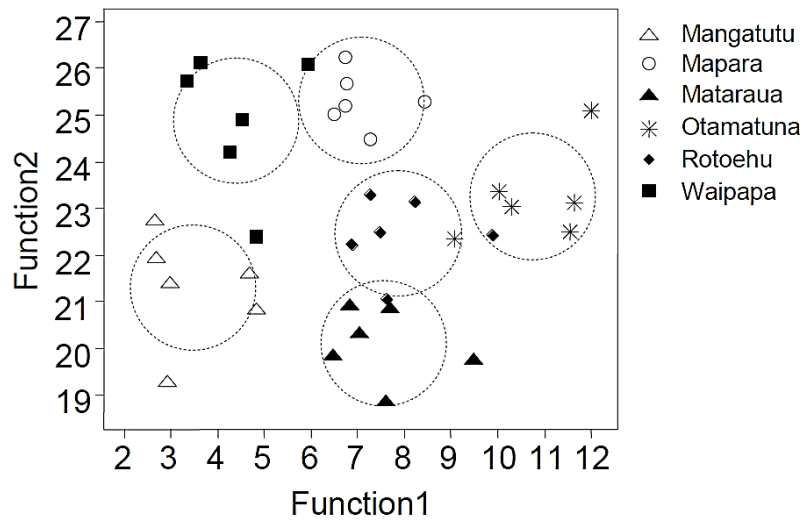 27
26
25
24
23
22
21
20
19
Function2
2 3 4 5 6 7 8 9 10 11 12
Function1
Mangatutu
Mapara
Mataraua
Otamatuna
Rotoehu
Waipapa